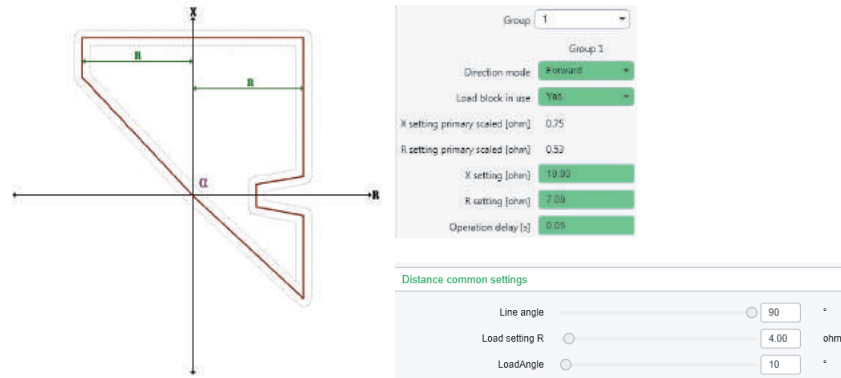 X
R
R
α
R
Group 1
Group 1
Direction mode Forward
Load block in use Yes
X setting primary scaled [ohm] 0.75
R setting primary scaled [ohm] 0.53
X setting [ohm] 10.00
R setting [ohm] 7.00
Operation delay [s] 0.05
Distance common settings
Line angle 90 °
Load setting R 4.00 ohm
LoadAngle 10 °